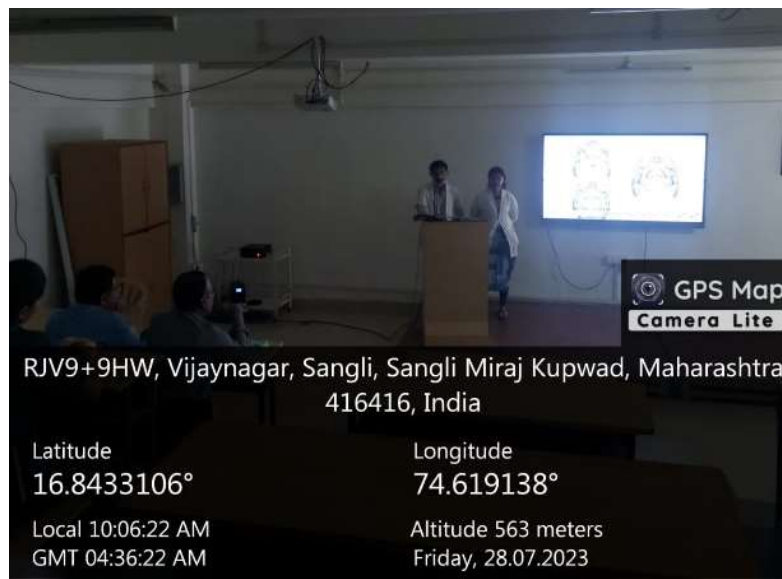 GPS Map
Camera Lite
RJV9+9HW, Vijaynagar, Sangli, Sangli Miraj Kupwad, Maharashtra
416416, India
Latitude
16.8433106°
Longitude
74.619138°
Local 10:06:22 AM
GMT 04:36:22 AM
Altitude 563 meters
Friday, 28.07.2023